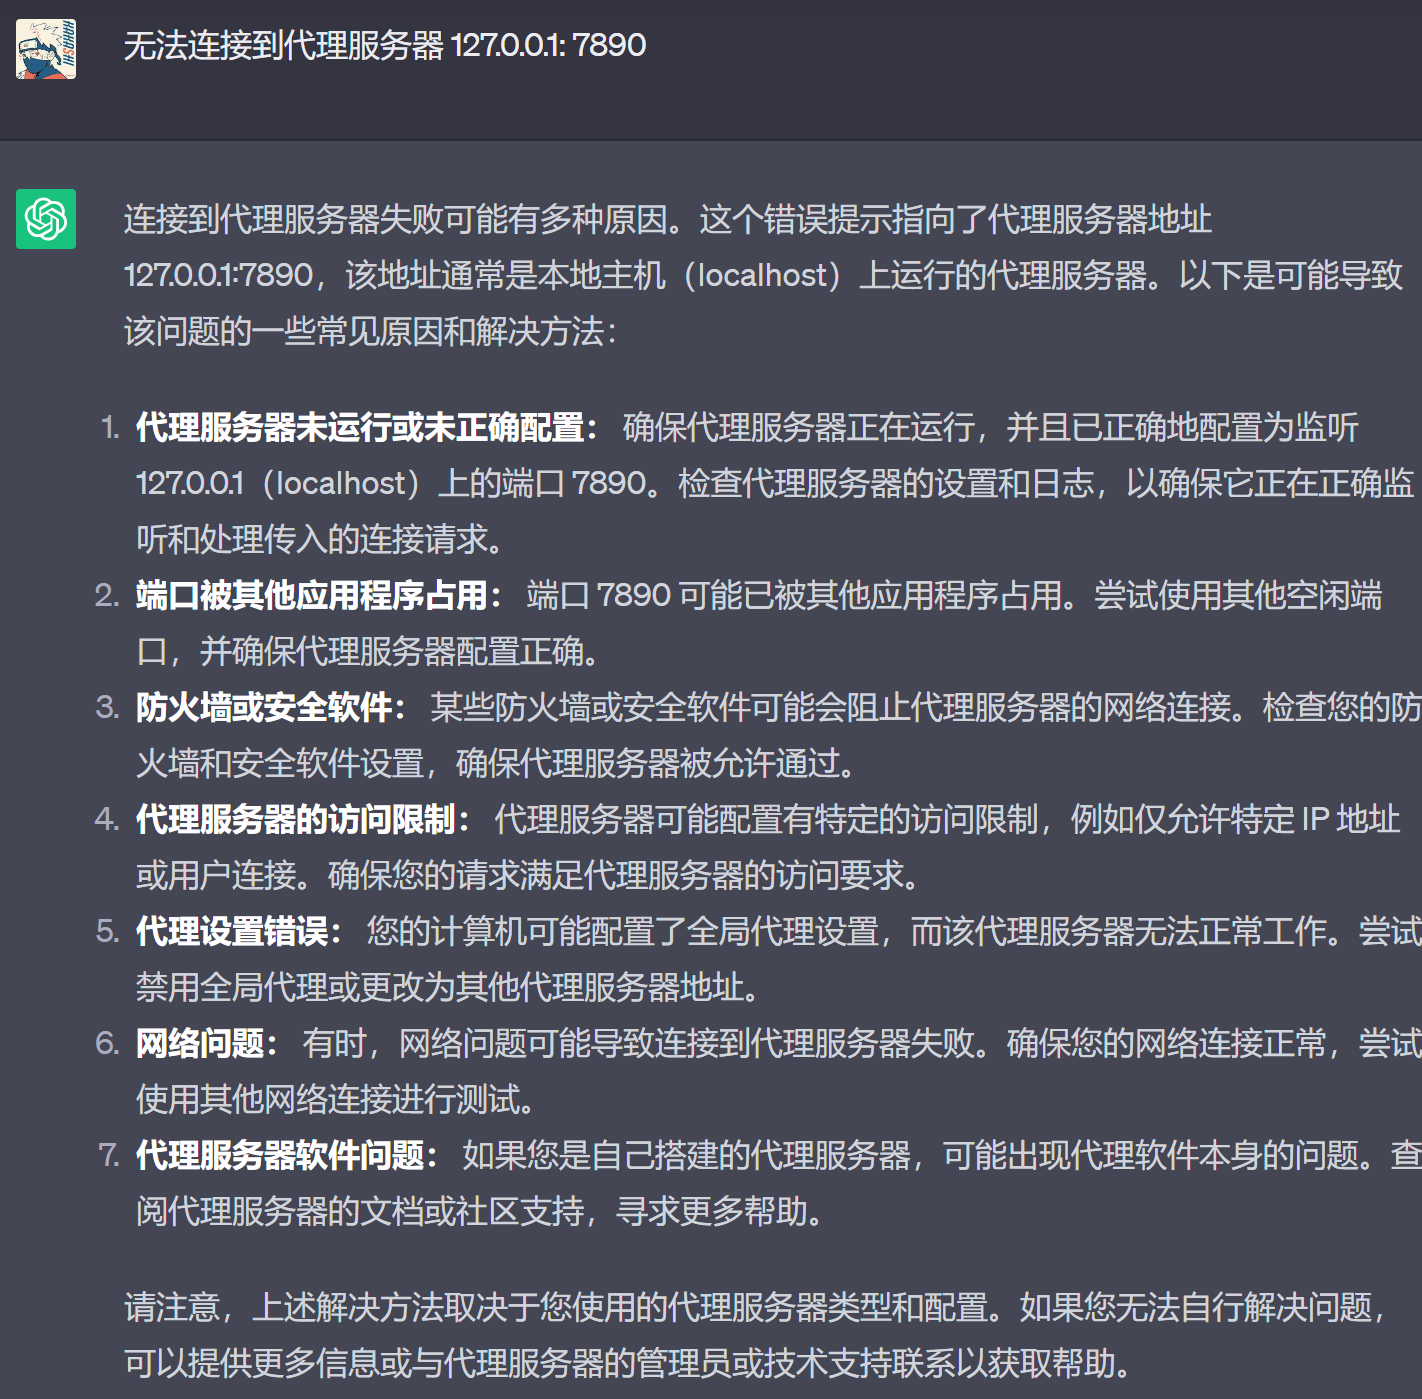 无法连接到代理服务器 127.0.0.1: 7890
连接到代理服务器失败可能有多种原因。这个错误提示指向了代理服务器地址
127.0.0.1:7890，该地址通常是本地主机（localhost）上运行的代理服务器。以下是可能导致
该问题的一些常见原因和解决方法：
1. 代理服务器未运行或未正确配置： 确保代理服务器正在运行，并且已正确地配置为监听
127.0.0.1（localhost）上的端口 7890。检查代理服务器的设置和日志，以确保它正在正确监
听和处理传入的连接请求。
2. 端口被其他应用程序占用： 端口 7890 可能已被其他应用程序占用。尝试使用其他空闲端
口，并确保代理服务器配置正确。
3. 防火墙或安全软件： 某些防火墙或安全软件可能会阻止代理服务器的网络连接。检查您的防
火墙和安全软件设置，确保代理服务器被允许通过。
4. 代理服务器的访问限制： 代理服务器可能配置有特定的访问限制，例如仅允许特定 IP 地址
或用户连接。确保您的请求满足代理服务器的访问要求。
5. 代理设置错误： 您的计算机可能配置了全局代理设置，而该代理服务器无法正常工作。尝试
禁用全局代理或更改为其他代理服务器地址。
6. 网络问题： 有时，网络问题可能导致连接到代理服务器失败。确保您的网络连接正常，尝试
使用其他网络连接进行测试。
7. 代理服务器软件问题： 如果您是自己搭建的代理服务器，可能出现代理软件本身的问题。查
阅代理服务器的文档或社区支持，寻求更多帮助。
请注意，上述解决方法取决于您使用的代理服务器类型和配置。如果您无法自行解决问题，
可以提供更多信息或与代理服务器的管理员或技术支持联系以获取帮助。